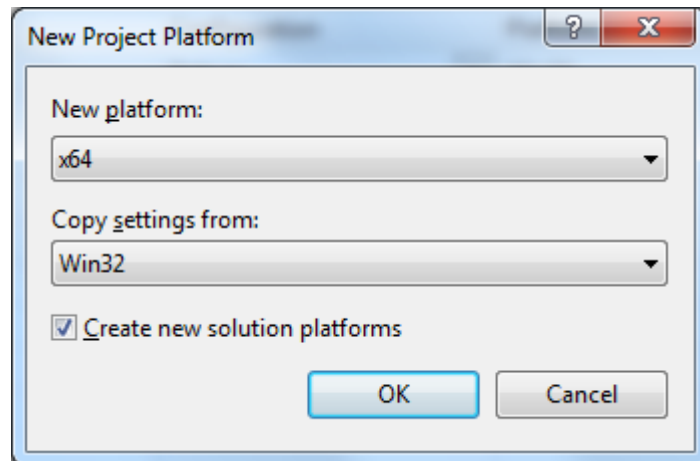 New Project Platform
New platform:
x64
Copy settings from:
Win32
Create new solution platforms
OK
Cancel